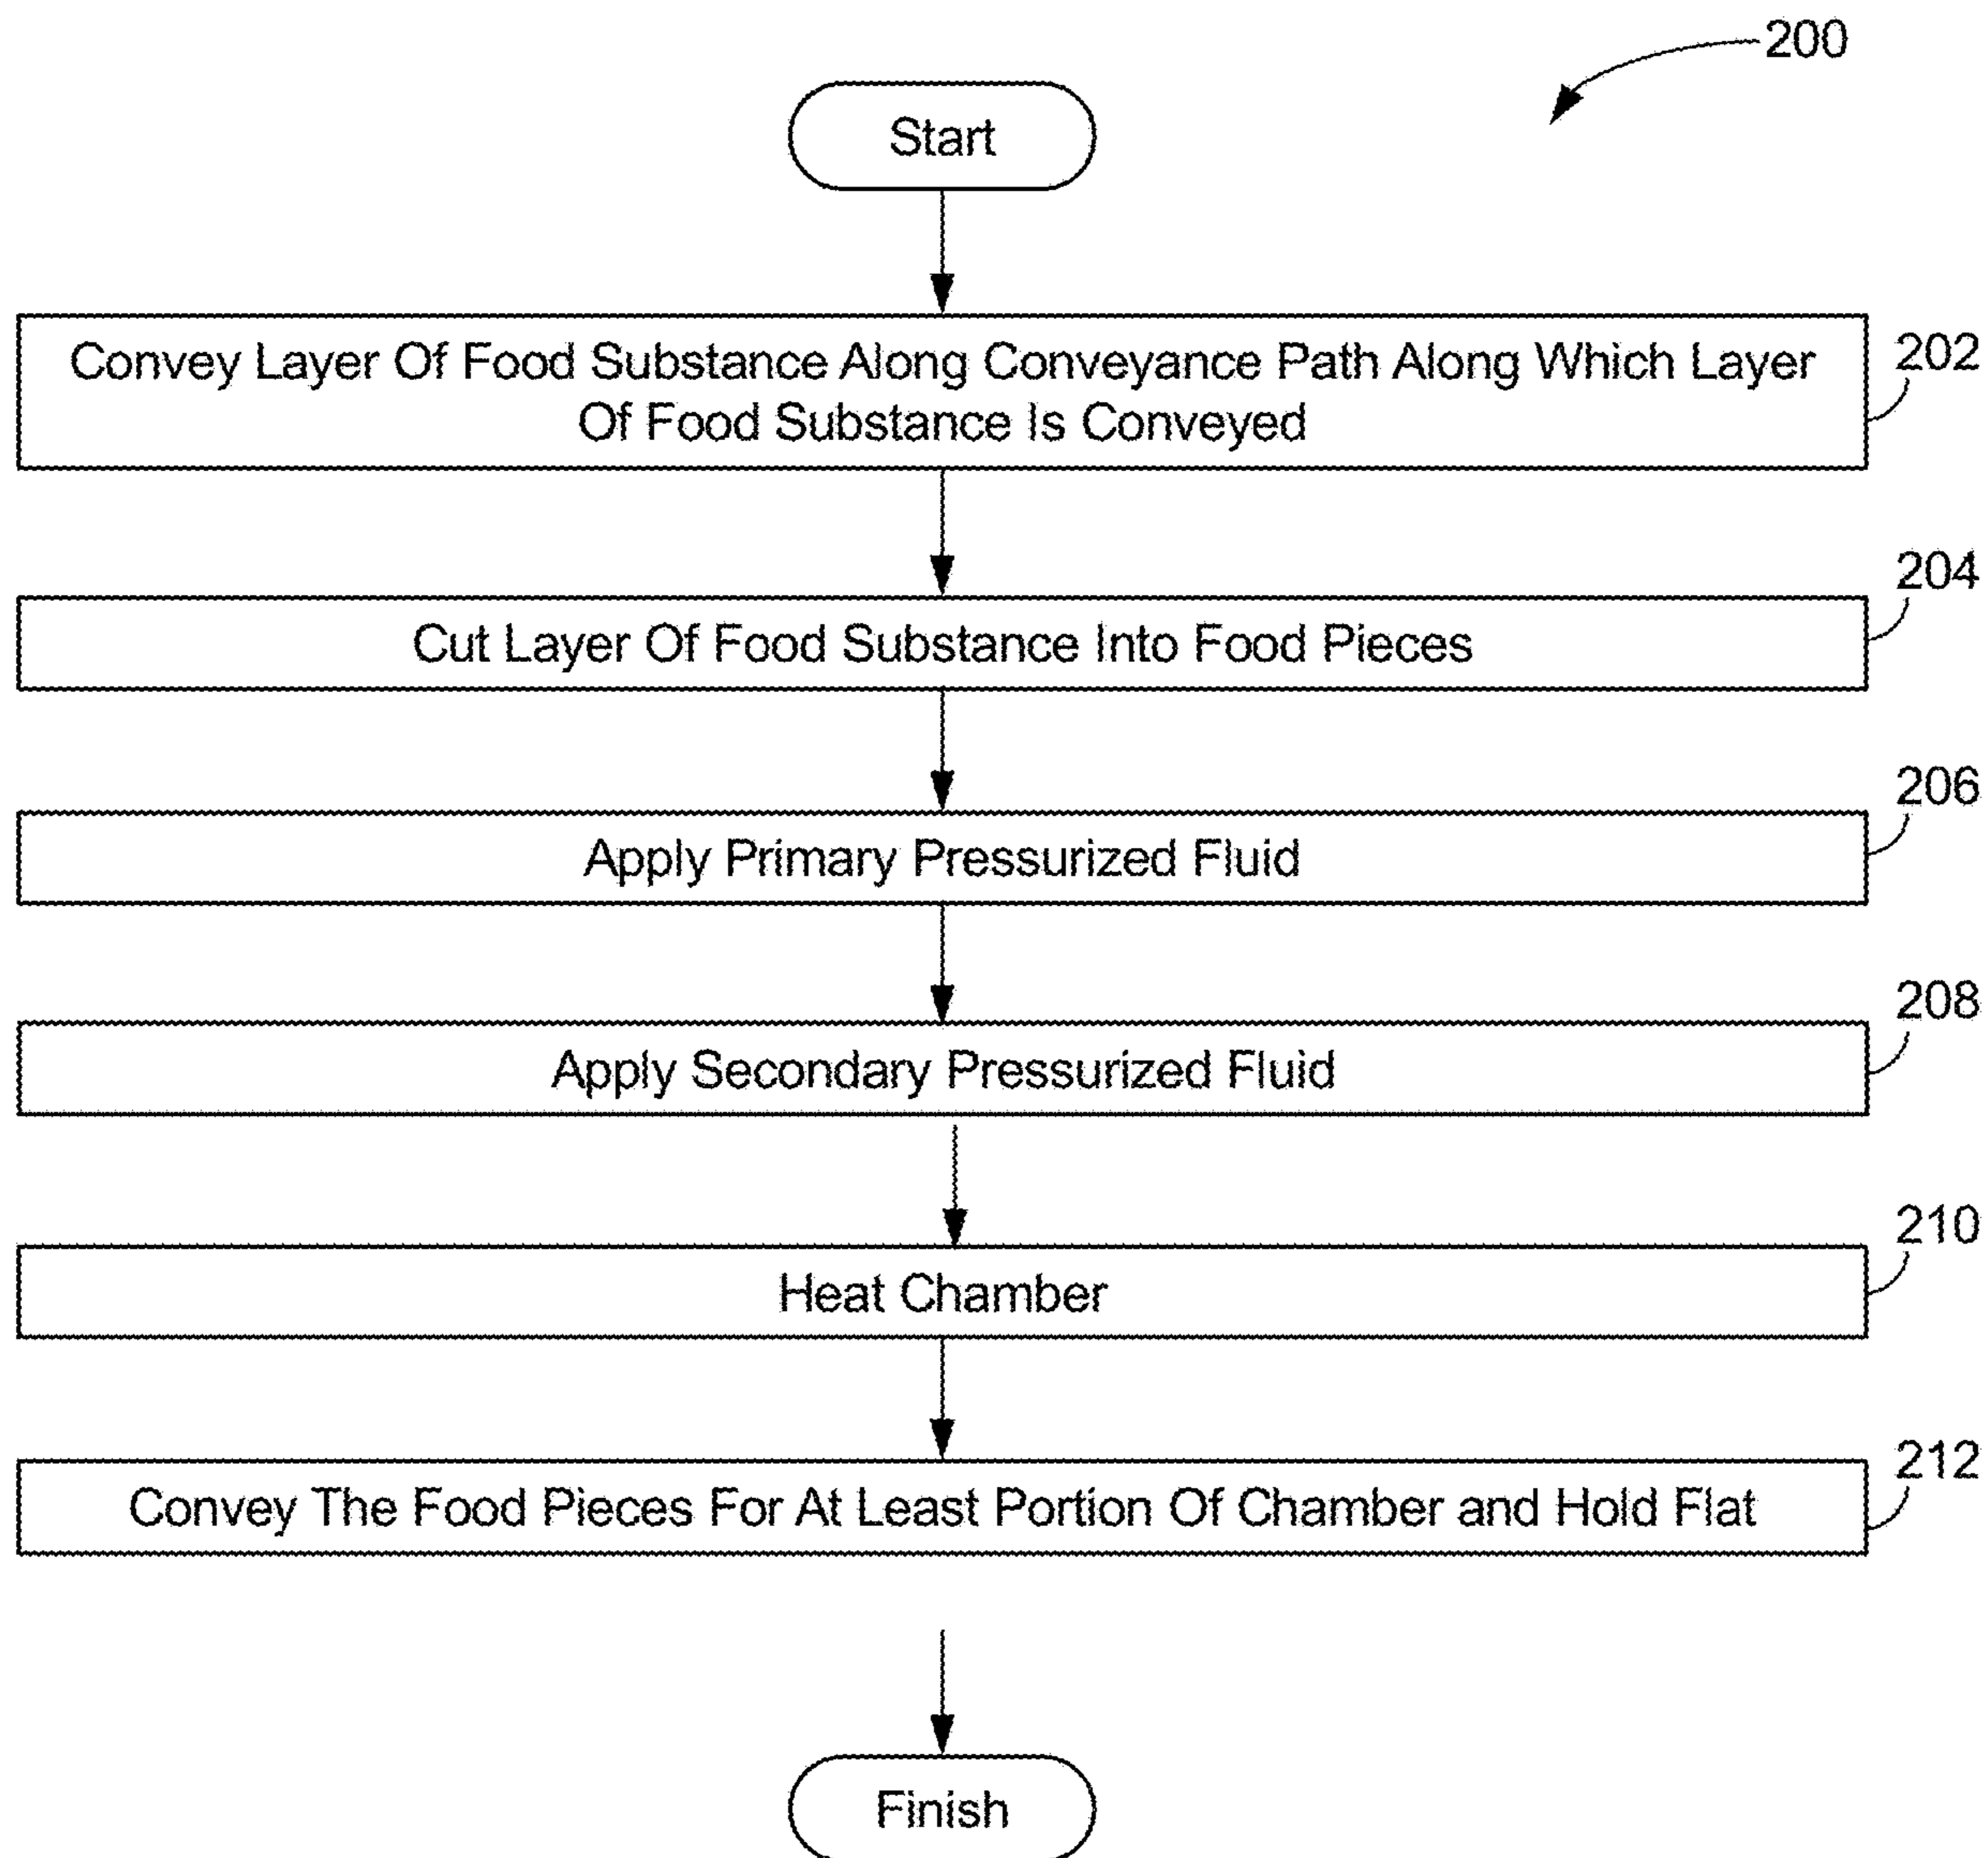 200
Start
Convey Layer Of Food Substance Along Conveyance Path Along Which Layer
Of Food Substance Is Conveyed
202
Cut Layer Of Food Substance Into Food Pieces
204
Apply Primary Pressurized Fluid
206
Apply Secondary Pressurized Fluid
208
Heat Chamber
210
Convey The Food Pieces For At Least Portion Of Chamber and Hold Flat
212
Finish